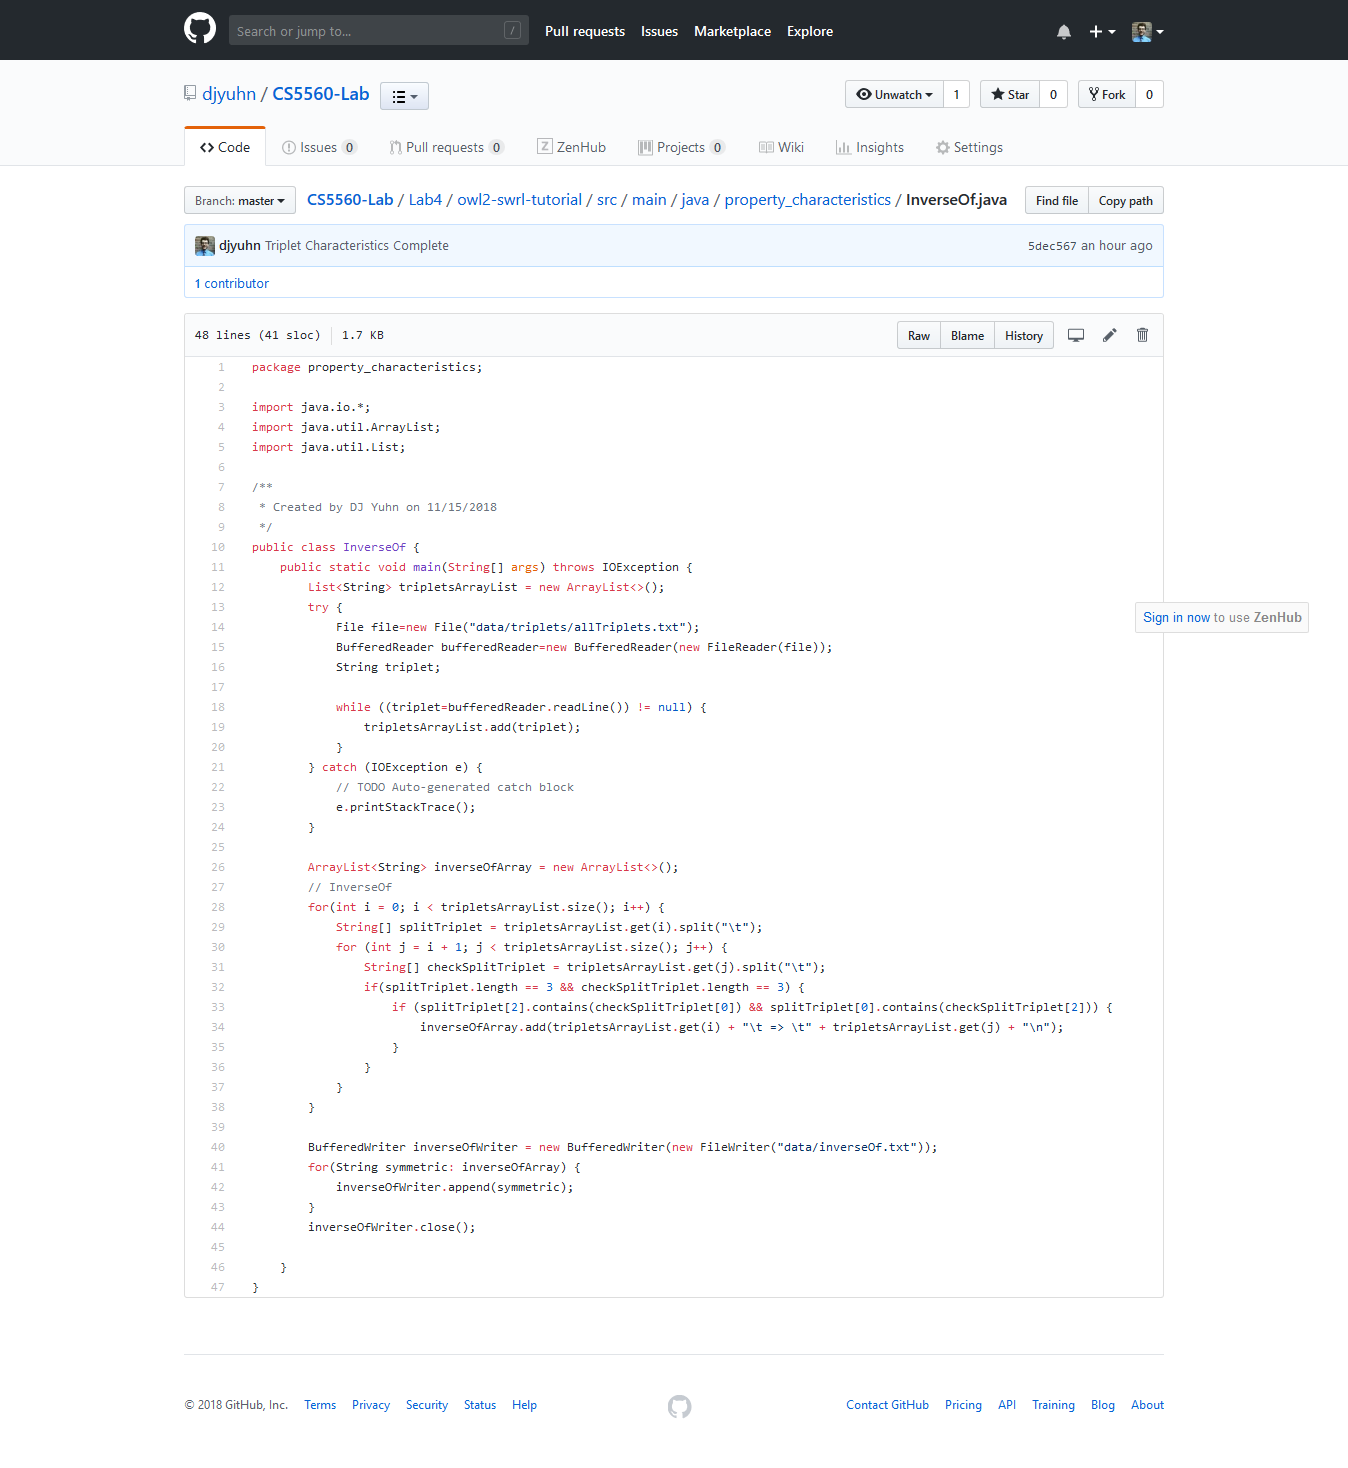 Search or jump to... / Pull requests Issues Marketplace Explore
djyuhn / CS5560-Lab Unwatch 1 Star 0 Fork 0
Code Issues 0 Pull requests 0 Z ZenHub Projects 0 Wiki Insights Settings
Branch: master CS5560-Lab / Lab4 / owl2-swrl-tutorial / src / main / java / property_characteristics / InverseOf.java Find file Copy path
djyuhn Triplet Characteristics Complete 5dec567 an hour ago
1 contributor
48 lines (41 sloc) 1.7 KB Raw Blame History
1 package property_characteristics;
2
3 import java.io.*;
4 import java.util.ArrayList;
5 import java.util.List;
6
7 /**
8 * Created by DJ Yuhn on 11/15/2018
9 */
10 public class InverseOf {
11 public static void main(String[] args) throws IOException {
12 List<String> tripletsArrayList = new ArrayList<>();
13 try {
14 File file=new File("data/triplets/allTriplets.txt");
15 BufferedReader bufferedReader=new BufferedReader(new FileReader(file));
16 String triplet;
17
18 while ((triplet=bufferedReader.readLine()) != null) {
19 tripletsArrayList.add(triplet);
20 }
21 } catch (IOException e) {
22 // TODO Auto-generated catch block
23 e.printStackTrace();
24 }
25
26 ArrayList<String> inverseOfArray = new ArrayList<>();
27 // InverseOf
28 for(int i = 0; i < tripletsArrayList.size(); i++) {
29 String[] splitTriplet = tripletsArrayList.get(i).split("\t");
30 for (int j = i + 1; j < tripletsArrayList.size(); j++) {
31 String[] checkSplitTriplet = tripletsArrayList.get(j).split("\t");
32 if(splitTriplet.length == 3 && checkSplitTriplet.length == 3) {
33 if (splitTriplet[2].contains(checkSplitTriplet[0]) && splitTriplet[0].contains(checkSplitTriplet[2])) {
34 inverseOfArray.add(tripletsArrayList.get(i) + "\t => \t" + tripletsArrayList.get(j) + "\n");
35 }
36 }
37 }
38 }
39
40 BufferedWriter inverseOfWriter = new BufferedWriter(new FileWriter("data/inverseOf.txt"));
41 for(String symmetric: inverseOfArray) {
42 inverseOfWriter.append(symmetric);
43 }
44 inverseOfWriter.close();
45
46 }
47 }
Sign in now to use ZenHub
© 2018 GitHub, Inc. Terms Privacy Security Status Help Contact GitHub Pricing API Training Blog About